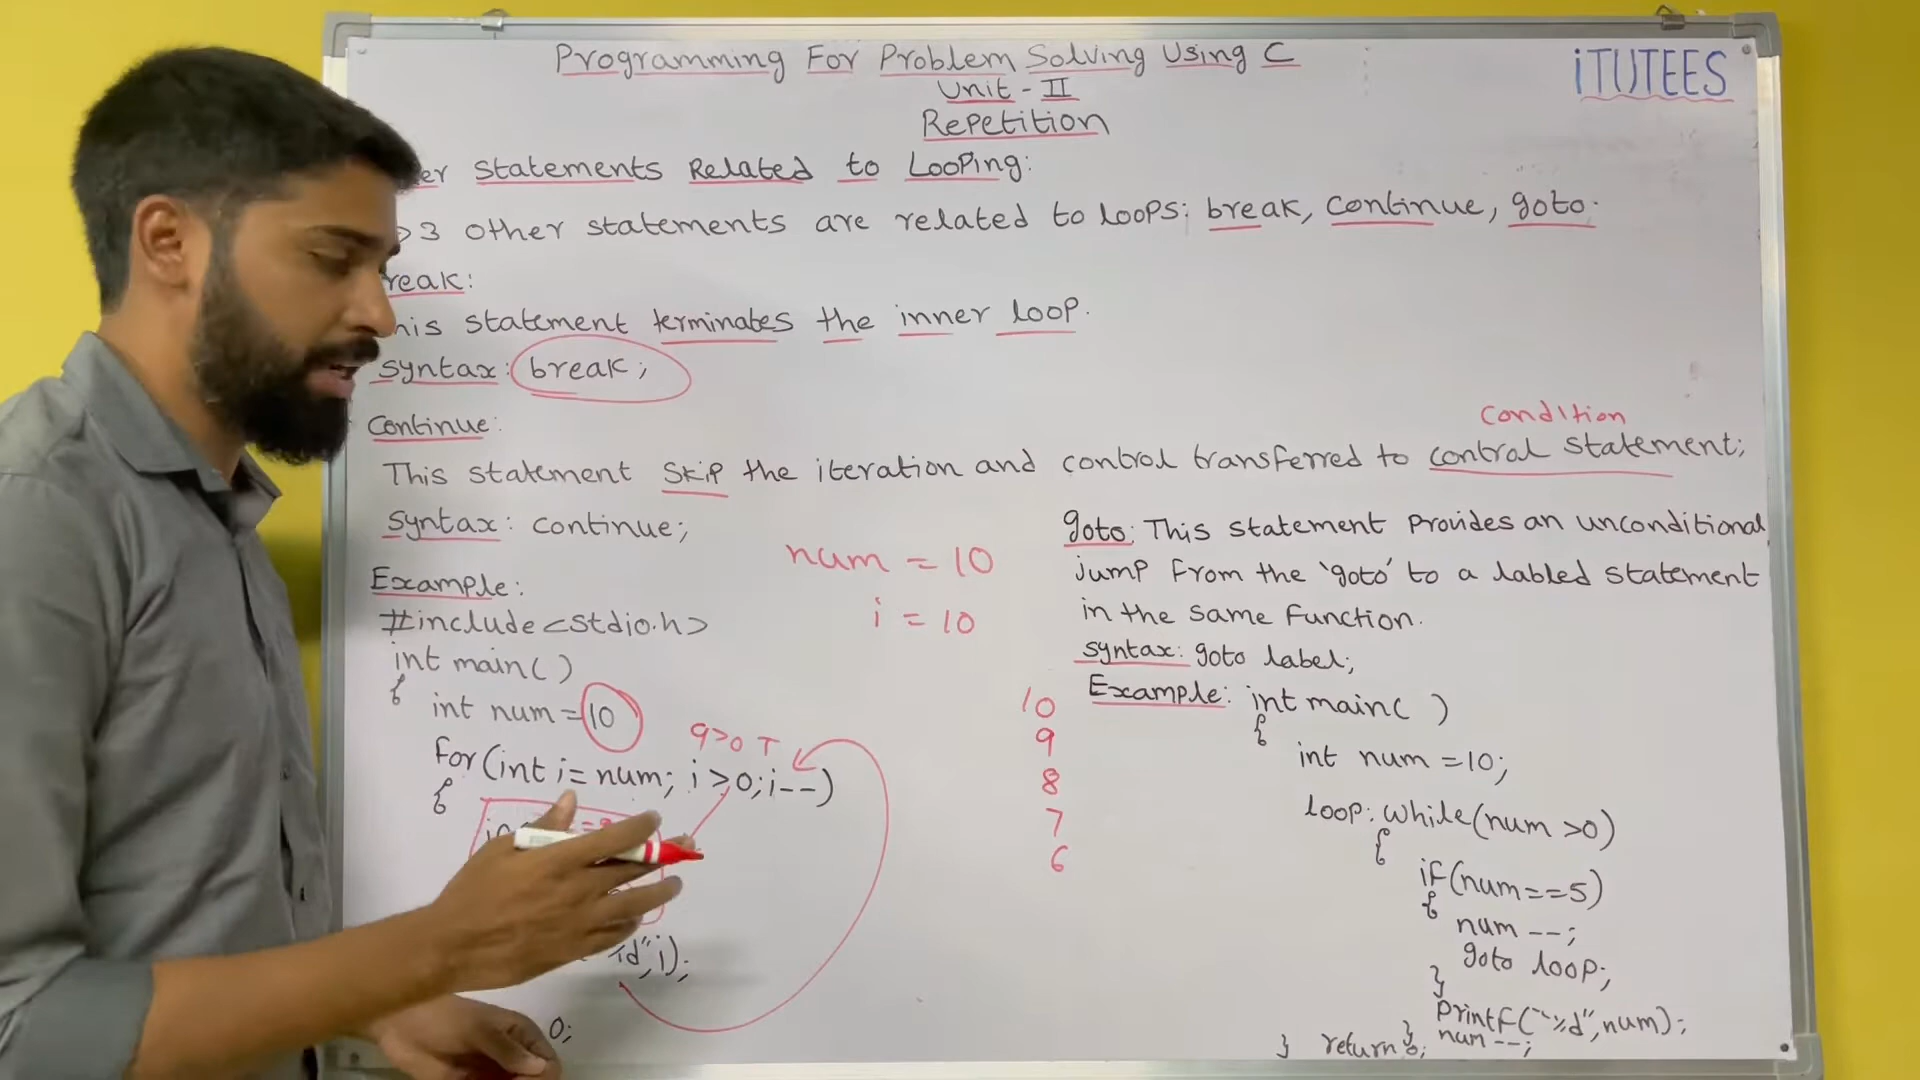 Programming For Problem Solving Using C
iTUTEES
Unit - II
Repetition
er statements Related to Looping:
3 other statements are related to loops: break, continue, goto.
reak:
his statement terminates the inner loop.
syntax: break;
Continue:
condition
This statement skip the iteration and control transferred to control statement;
syntax: continue;
num = 10
i = 10
Example:
#include<stdio.h>
int main( )
{
int num = 10
9>0 T
For(int i= num; i >0; i--)
{
%d", i);
0;
10
9
8
7
6
goto: This statement provides an unconditional
jump from the 'goto' to a labled statement
in the same function.
syntax: goto label;
Example: int main( )
{
int num = 10;
loop: while(num >0)
{
if(num==5)
{
num --;
goto loop;
}
Printf("%d", num);
num --;
}
return 0;
}